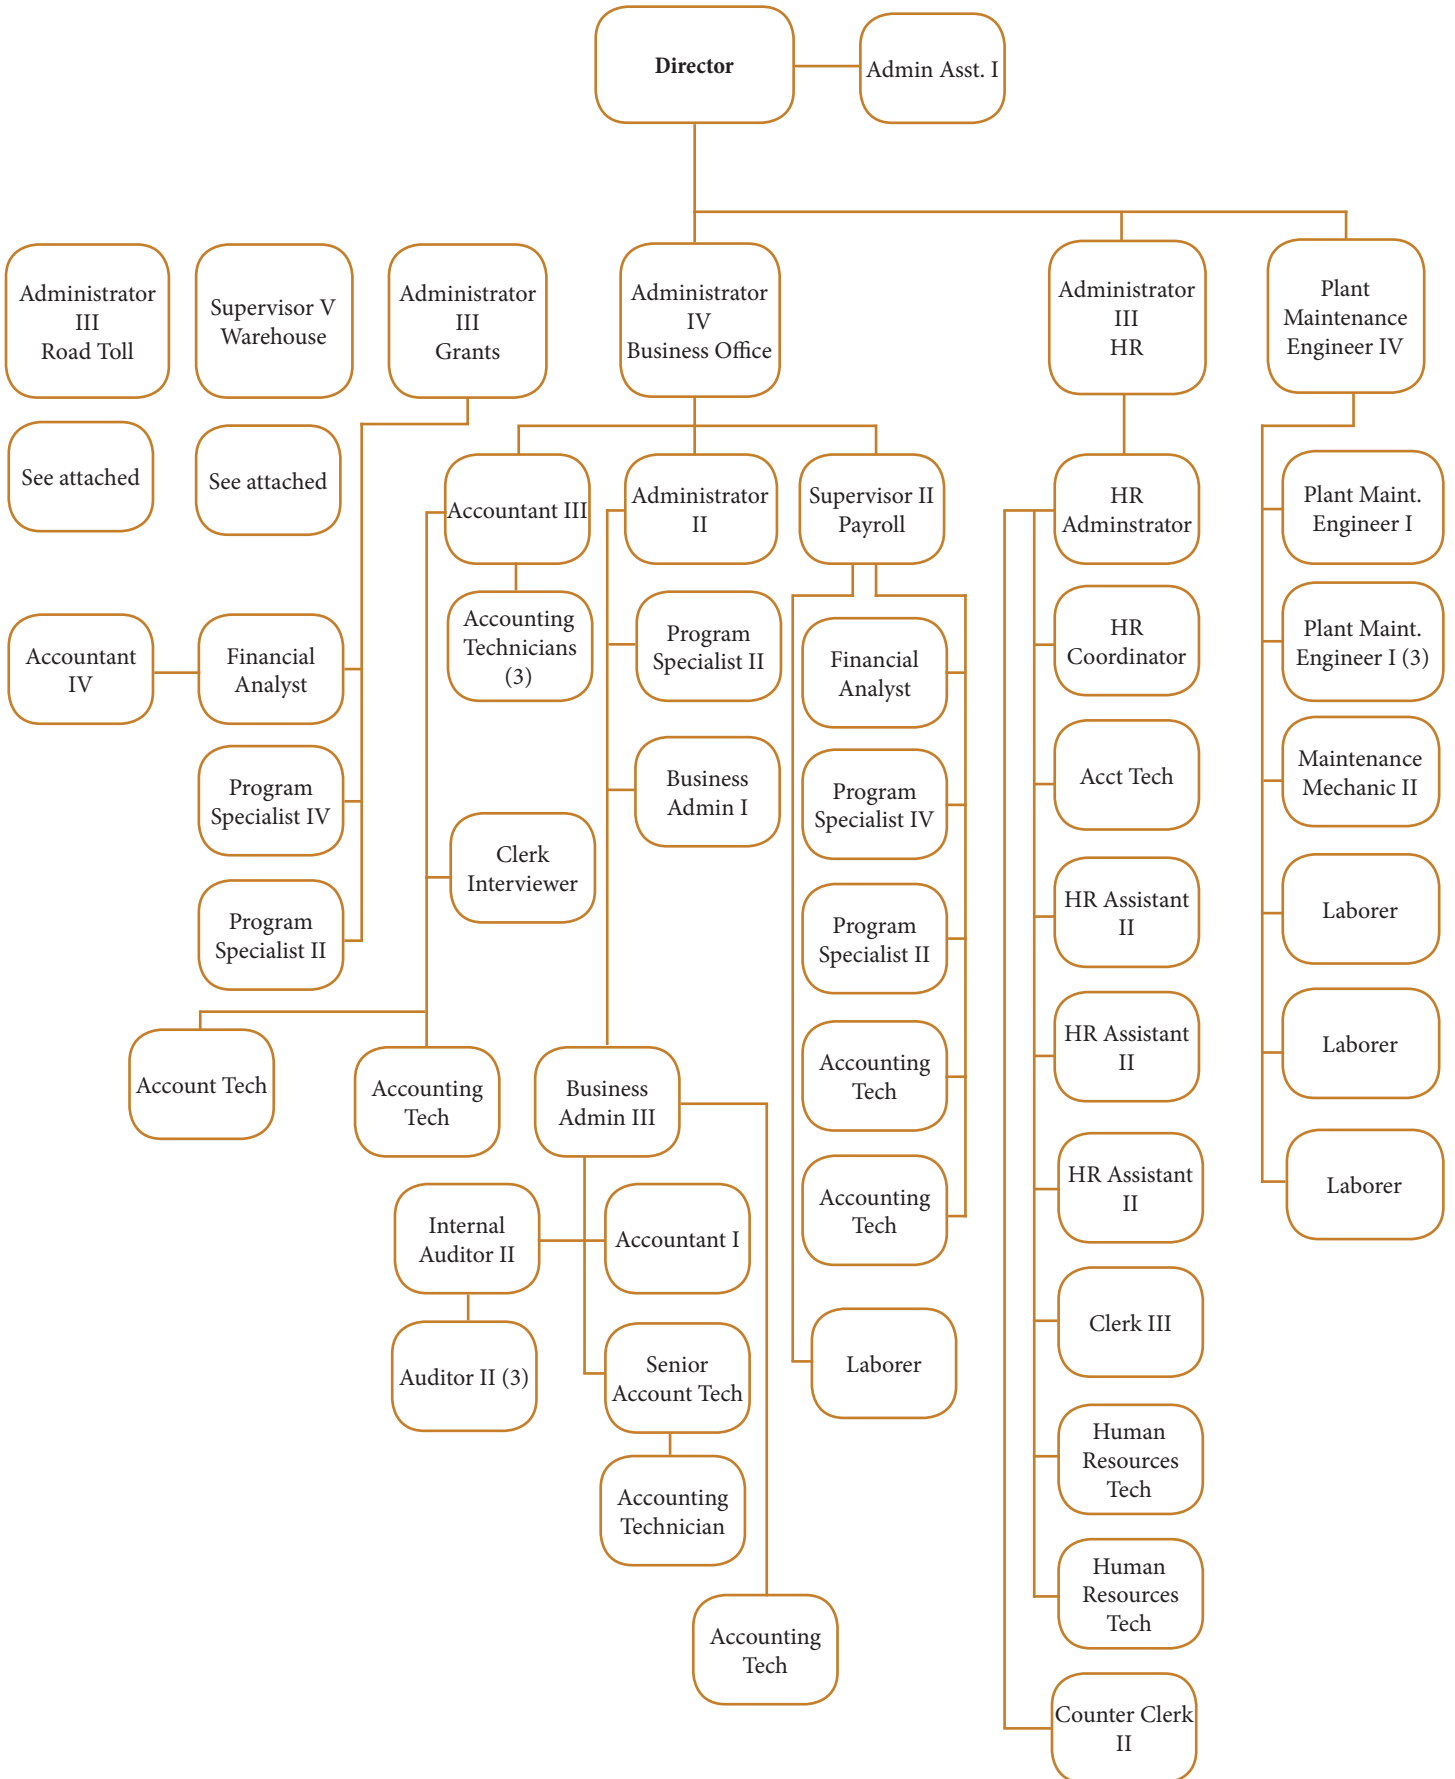 Director
Admin Asst. I
Administrator
III
Road Toll
Supervisor V
Warehouse
Administrator
III
Grants
Administrator
IV
Business Office
Administrator
III
HR
Plant
Maintenance
Engineer IV
See attached
See attached
Accountant III
Administrator
II
Supervisor II
Payroll
HR
Adminstrator
Plant Maint.
Engineer I
Accountant
IV
Financial
Analyst
Accounting
Technicians
(3)
Program
Specialist II
Financial
Analyst
HR
Coordinator
Plant Maint.
Engineer I (3)
Program
Specialist IV
Business
Admin I
Program
Specialist IV
Acct Tech
Maintenance
Mechanic II
Clerk
Interviewer
Program
Specialist II
Program
Specialist II
HR Assistant
II
Laborer
Account Tech
Accounting
Tech
Business
Admin III
Accounting
Tech
HR Assistant
II
Laborer
Internal
Auditor II
Accountant I
Accounting
Tech
HR Assistant
II
Laborer
Auditor II (3)
Senior
Account Tech
Laborer
Clerk III
Accounting
Technician
Human
Resources
Tech
Accounting
Tech
Human
Resources
Tech
Counter Clerk
II